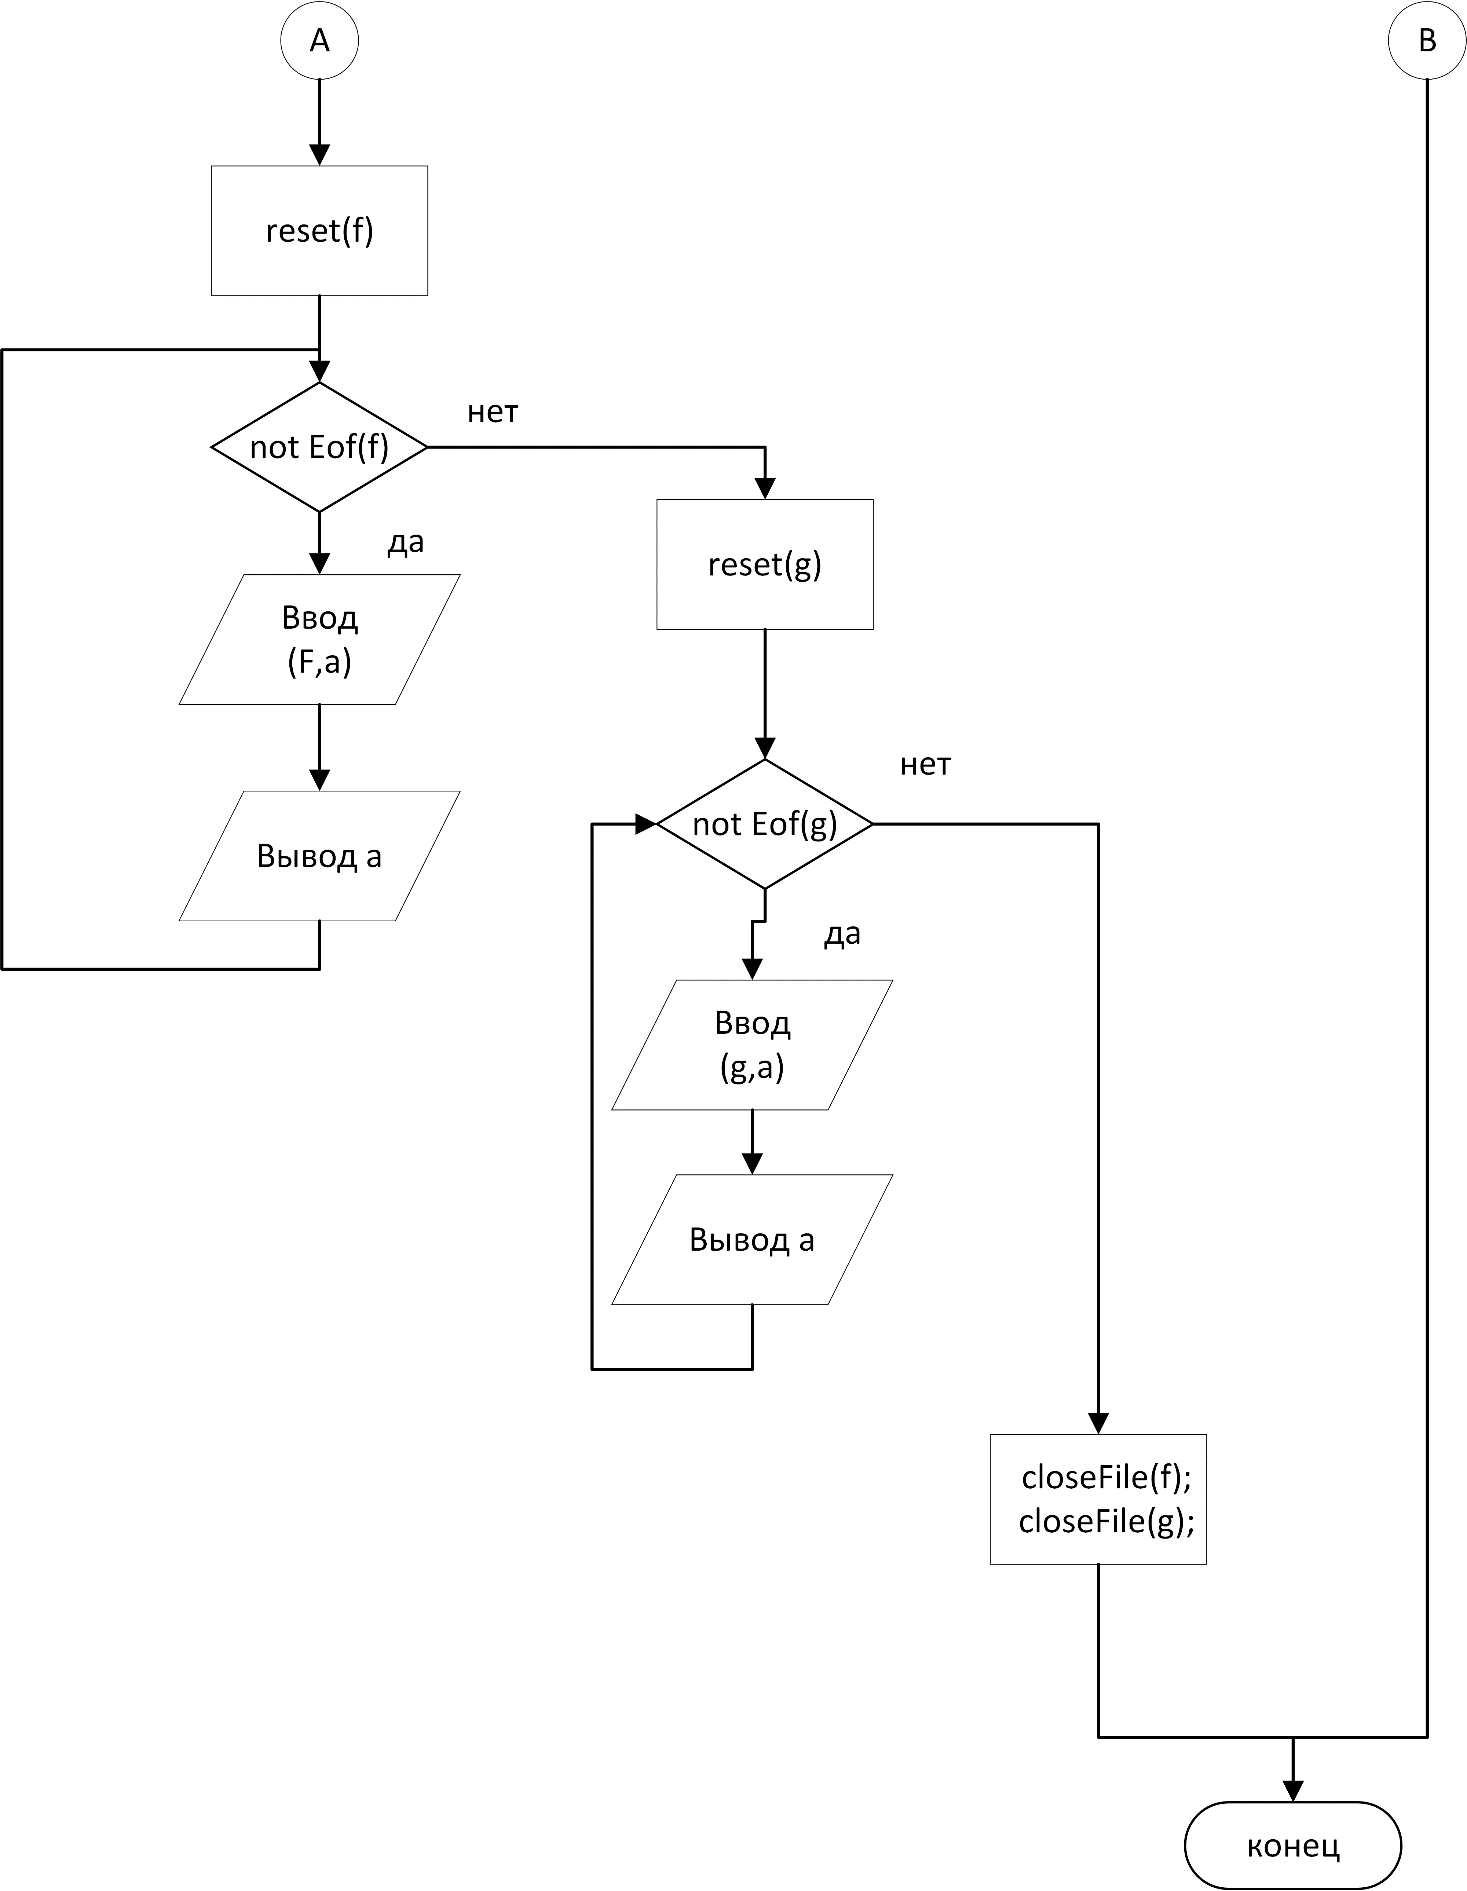 A
B
reset(f)
нет
not Eof(f)
да
reset(g)
Ввод
(F,a)
нет
not Eof(g)
Вывод a
да
Ввод
(g,a)
Вывод a
closeFile(f);
closeFile(g);
конец